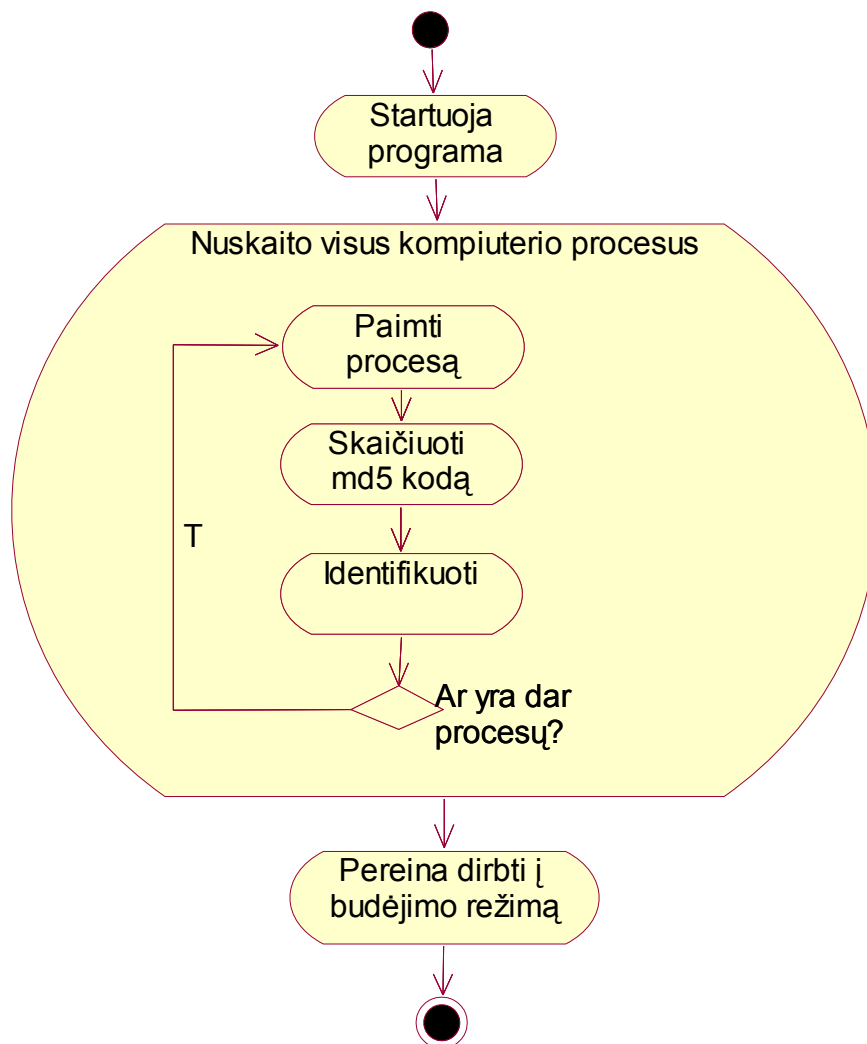 Startuoja
programa
Nuskaito visus kompiuterio procesus
Paimti
procesą
Skaičiuoti
md5 kodą
T
Identifikuoti
Ar yra dar
procesų?
Pereina dirbti į
budėjimo režimą